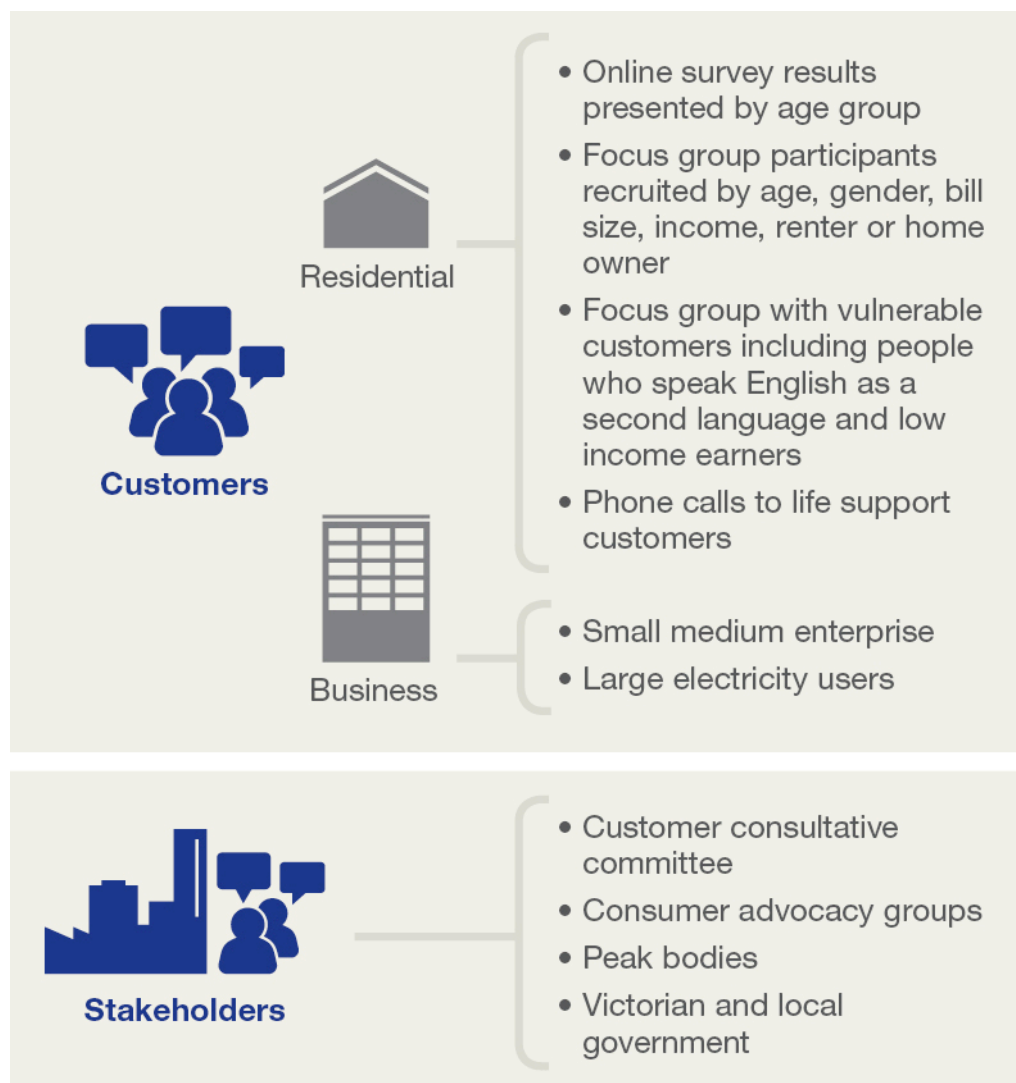 Customers
Residential
• Online survey results
presented by age group
• Focus group participants
recruited by age, gender, bill
size, income, renter or home
owner
• Focus group with vulnerable
customers including people
who speak English as a
second language and low
income earners
• Phone calls to life support
customers
Business
• Small medium enterprise
• Large electricity users
Stakeholders
• Customer consultative
committee
• Consumer advocacy groups
• Peak bodies
• Victorian and local
government